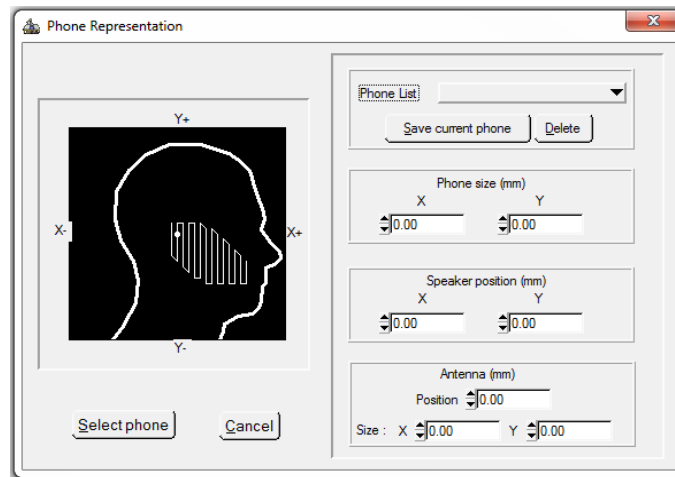 Phone Representation
Y+
X-
X+
Y-
Select phone
Cancel
Phone List
Save current phone
Delete
Phone size (mm)
X Y
0.00 0.00
Speaker position (mm)
X Y
0.00 0.00
Antenna (mm)
Position 0.00
Size : X 0.00 Y 0.00